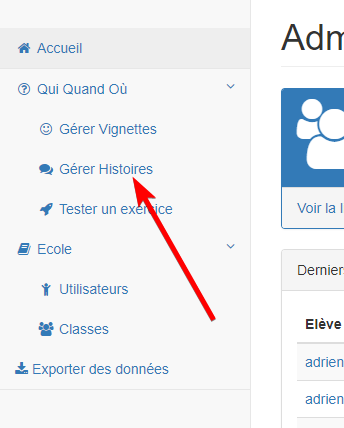 Accueil
Qui Quand Où
Gérer Vignettes
Gérer Histoires
Tester un exercice
Ecole
Utilisateurs
Classes
Exporter des données
Adm
Voir la l
Dernier
Elève
adrien
adrien